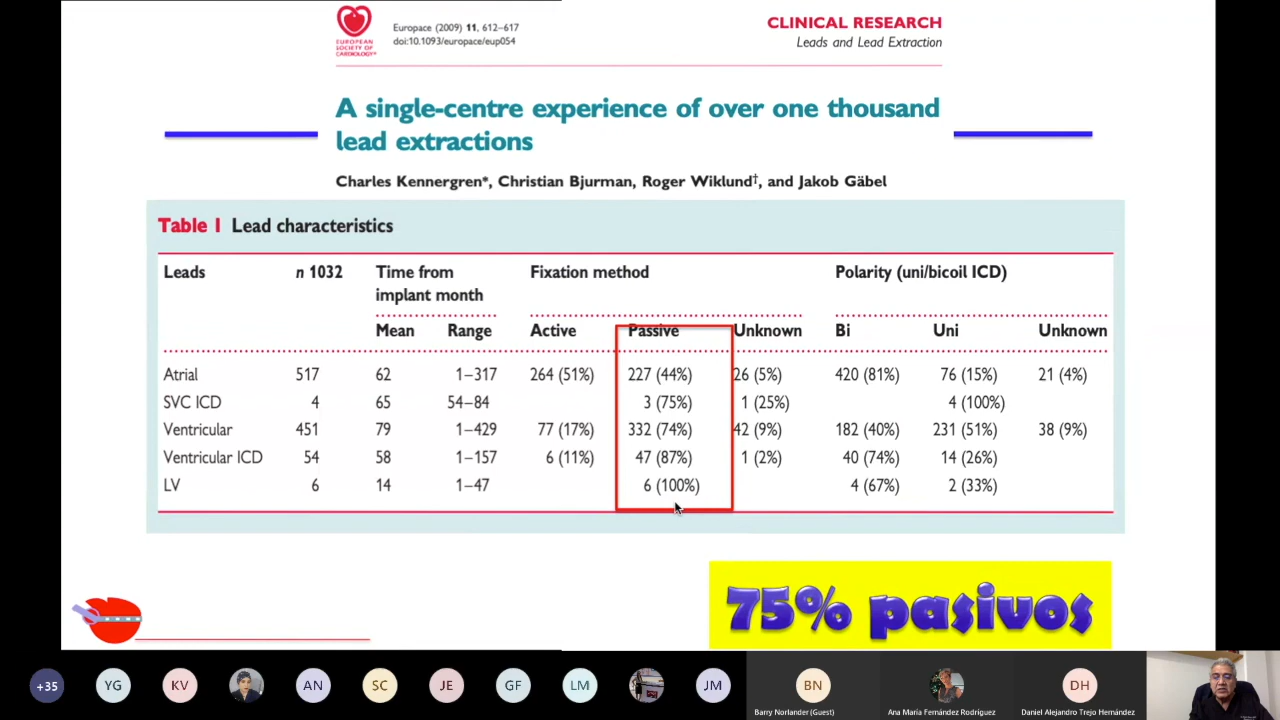 EUROPEAN
SOCIETY OF
CARDIOLOGY®
Europace (2009) 11, 612–617
doi:10.1093/europace/eup054
CLINICAL RESEARCH
Leads and Lead Extraction
A single-centre experience of over one thousand
lead extractions
Charles Kennergren*, Christian Bjurman, Roger Wiklund†, and Jakob Gäbel
Table 1 Lead characteristics
Leads n 1032 Time from implant month Fixation method Polarity (uni/bicoil ICD)
Mean Range Active Passive Unknown Bi Uni Unknown
Atrial 517 62 1–317 264 (51%) 227 (44%) 26 (5%) 420 (81%) 76 (15%) 21 (4%)
SVC ICD 4 65 54–84 3 (75%) 1 (25%) 4 (100%)
Ventricular 451 79 1–429 77 (17%) 332 (74%) 42 (9%) 182 (40%) 231 (51%) 38 (9%)
Ventricular ICD 54 58 1–157 6 (11%) 47 (87%) 1 (2%) 40 (74%) 14 (26%)
LV 6 14 1–47 6 (100%) 4 (67%) 2 (33%)
75% pasivos
+35 YG KV AN SC JE GF LM JM BN DH
Barry Norlander (Guest) Ana María Fernández Rodríguez Daniel Alejandro Trejo Hernández